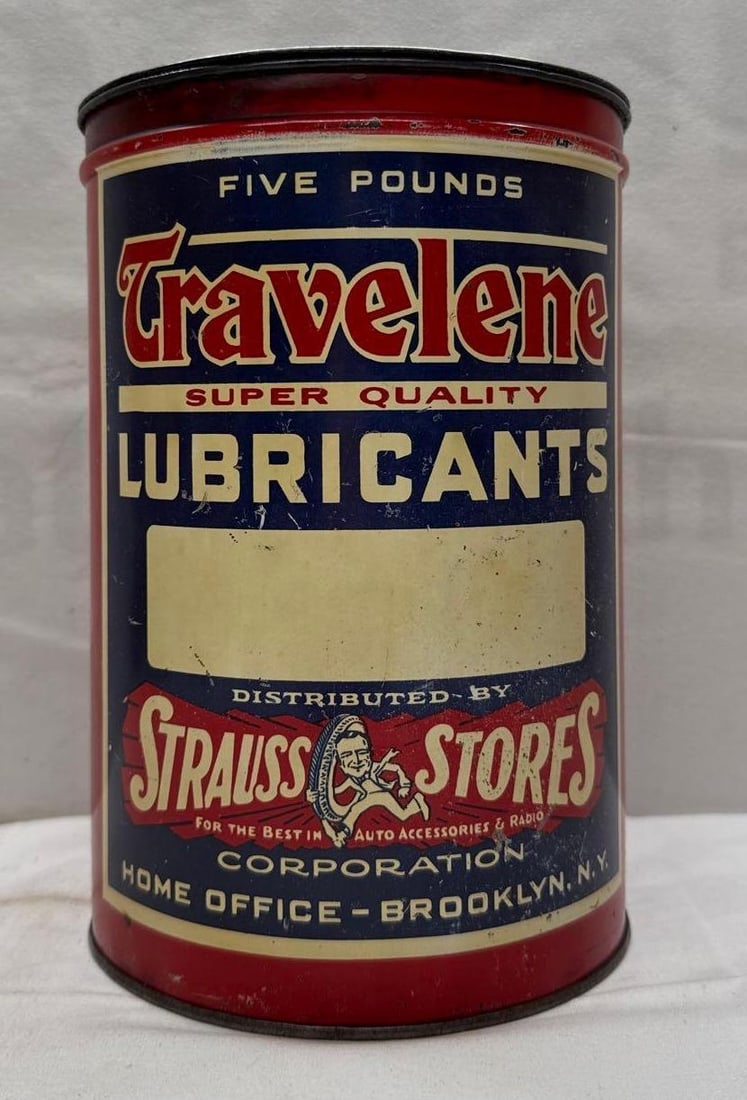 FIVE POUNDS
Travelene
SUPER QUALITY
LUBRICANTS
DISTRIBUTED BY
STRAUSS STORES
FOR THE BEST IN AUTO ACCESSORIES & RADIO
CORPORATION
HOME OFFICE - BROOKLYN, N.Y.